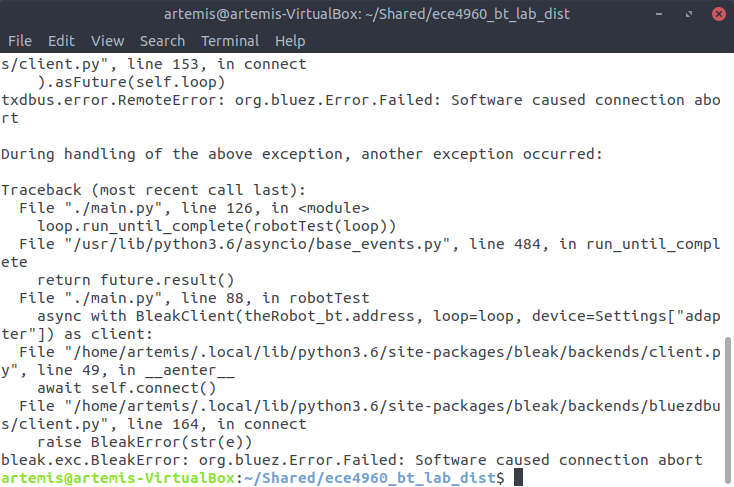 artemis@artemis-VirtualBox: ~/Shared/ece4960_bt_lab_dist
File Edit View Search Terminal Help
s/client.py", line 153, in connect
    ).asFuture(self.loop)
txdbus.error.RemoteError: org.bluez.Error.Failed: Software caused connection abo
rt

During handling of the above exception, another exception occurred:

Traceback (most recent call last):
  File "./main.py", line 126, in <module>
    loop.run_until_complete(robotTest(loop))
  File "/usr/lib/python3.6/asyncio/base_events.py", line 484, in run_until_compl
ete
    return future.result()
  File "./main.py", line 88, in robotTest
    async with BleakClient(theRobot_bt.address, loop=loop, device=Settings["adap
ter"]) as client:
  File "/home/artemis/.local/lib/python3.6/site-packages/bleak/backends/client.p
y", line 49, in __aenter__
    await self.connect()
  File "/home/artemis/.local/lib/python3.6/site-packages/bleak/backends/bluezdbu
s/client.py", line 164, in connect
    raise BleakError(str(e))
bleak.exc.BleakError: org.bluez.Error.Failed: Software caused connection abort
artemis@artemis-VirtualBox:~/Shared/ece4960_bt_lab_dist$